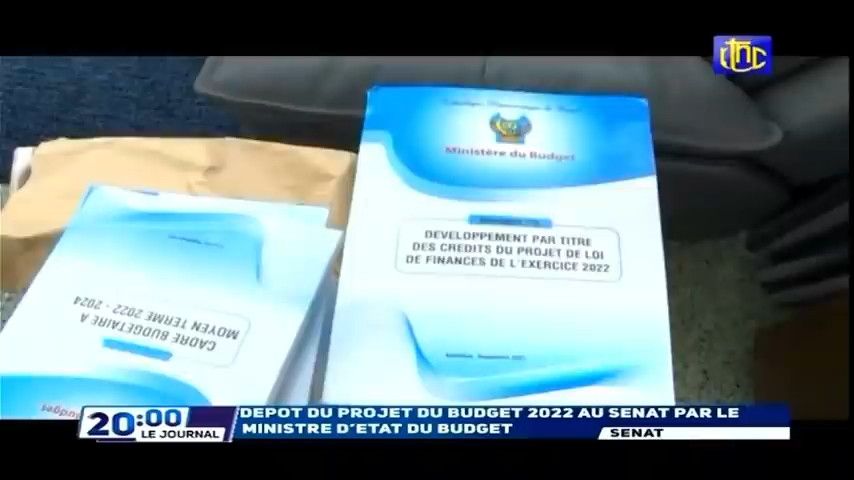 rtnc
Ministère du Budget
DEVELOPPEMENT PAR TITRE
DES CREDITS DU PROJET DE LOI
DE FINANCES DE L'EXERCICE 2022
CADRE BUDGETAIRE A
MOYEN TERME 2022 - 2024
Budget
20:00
LE JOURNAL
DEPOT DU PROJET DU BUDGET 2022 AU SENAT PAR LE
MINISTRE D'ETAT DU BUDGET
SENAT